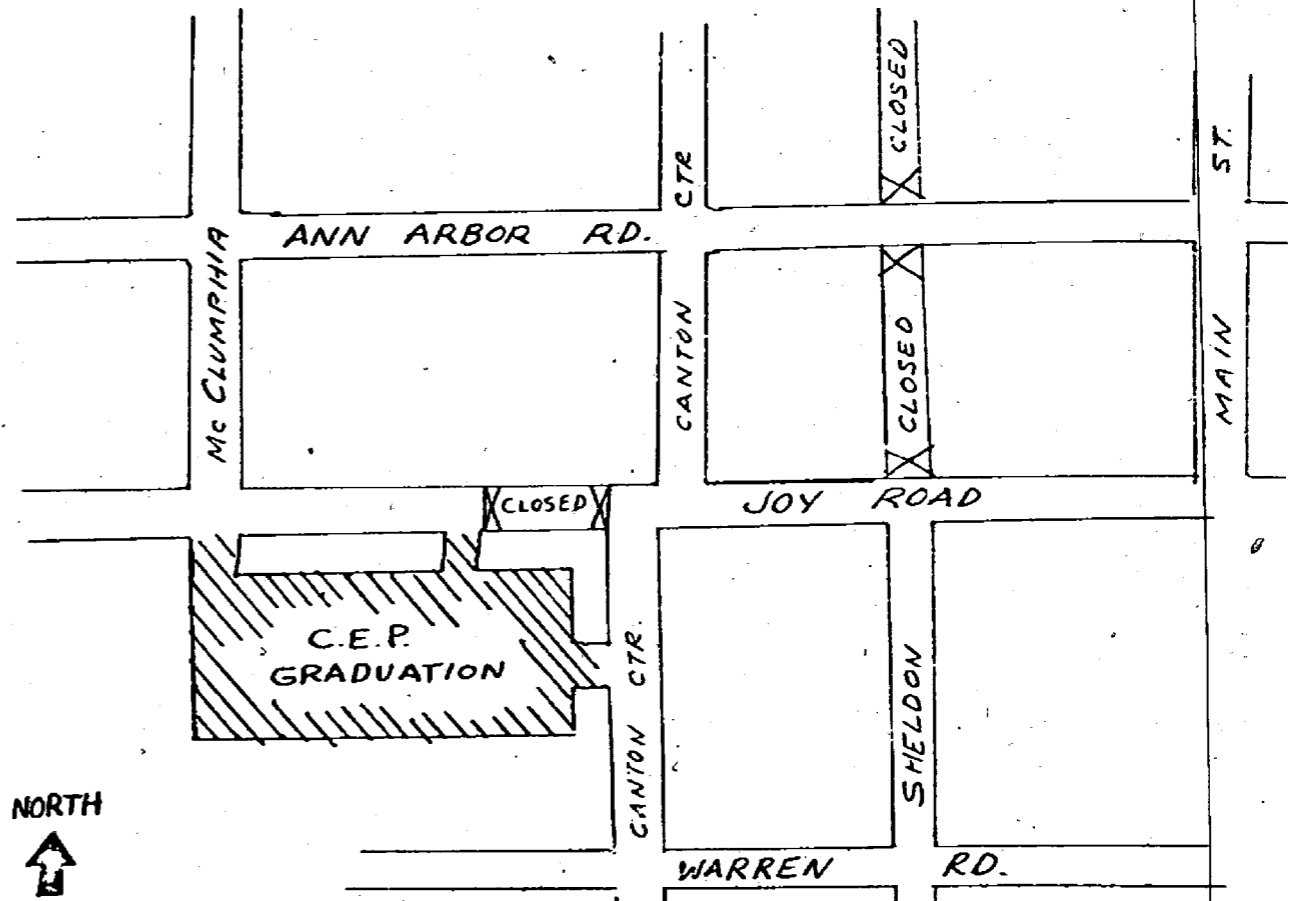 CLOSED
CTR
ST.
ANN ARBOR RD.
Mc CLUMPHIA
CANTON
CLOSED
MAIN
CLOSED
JOY ROAD
C.E.P.
GRADUATION
CANTON CTR.
SHELDON
NORTH
WARREN RD.